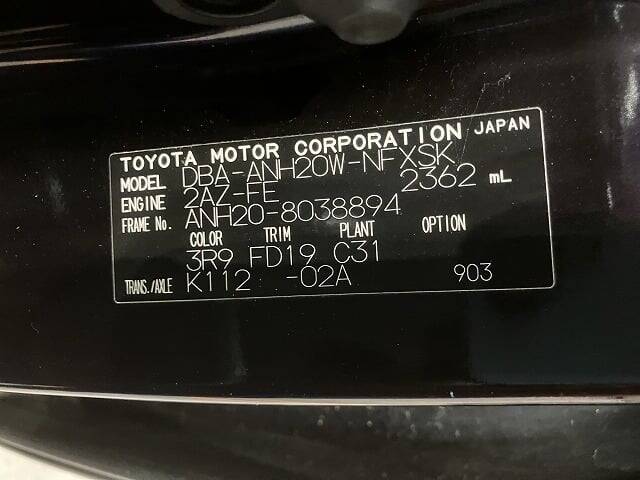 TOYOTA MOTOR CORPORATION JAPAN
MODEL DBA-ANH20W-NFXSK
ENGINE 2AZ-FE 2362 mL
FRAME No. ANH20-8038894
COLOR TRIM PLANT OPTION
3R9 FD19 C31
TRANS./AXLE K112 -02A 903